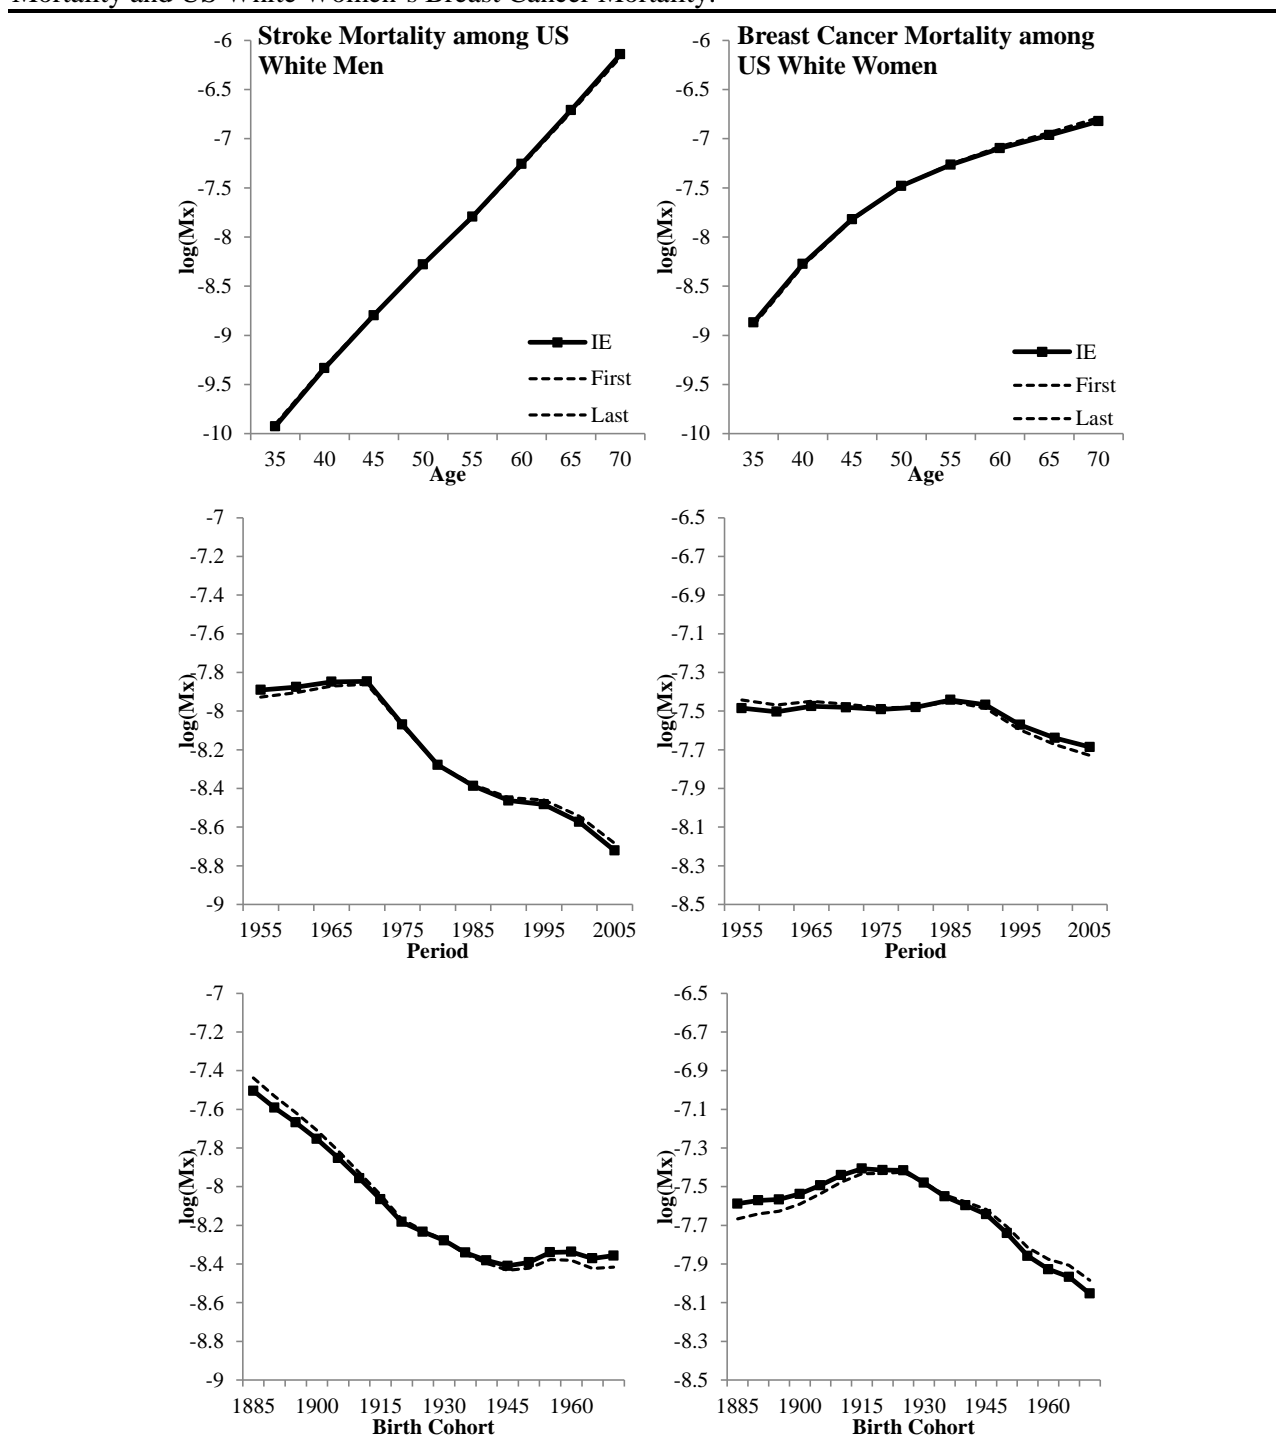 Mortality and US White Women's Breast Cancer Mortality.
Stroke Mortality among US
White Men
-6
-6.5
-7
-7.5
-8
-8.5
-9
-9.5
-10
log(Mx)
IE
First
Last
35 40 45 50 55 60 65 70
Age
Breast Cancer Mortality among
US White Women
-6
-6.5
-7
-7.5
-8
-8.5
-9
-9.5
-10
log(Mx)
IE
First
Last
35 40 45 50 55 60 65 70
Age
-7
-7.2
-7.4
-7.6
-7.8
-8
-8.2
-8.4
-8.6
-8.8
-9
log(Mx)
1955 1965 1975 1985 1995 2005
Period
-6.5
-6.7
-6.9
-7.1
-7.3
-7.5
-7.7
-7.9
-8.1
-8.3
-8.5
log(Mx)
1955 1965 1975 1985 1995 2005
Period
-7
-7.2
-7.4
-7.6
-7.8
-8
-8.2
-8.4
-8.6
-8.8
-9
log(Mx)
1885 1900 1915 1930 1945 1960
Birth Cohort
-6.5
-6.7
-6.9
-7.1
-7.3
-7.5
-7.7
-7.9
-8.1
-8.3
-8.5
log(Mx)
1885 1900 1915 1930 1945 1960
Birth Cohort